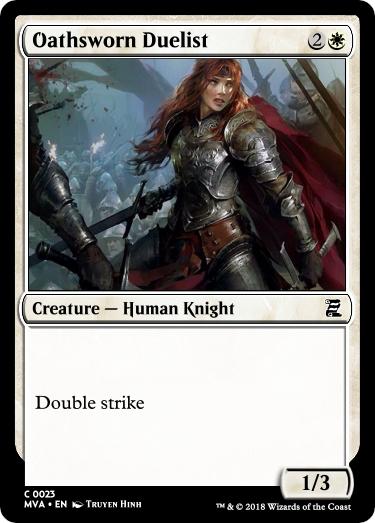 Oathsworn Duelist 2
Creature — Human Knight
Double strike
1/3
C 0023
MVA • EN Truyen Hinh
™ & © 2018 Wizards of the Coast